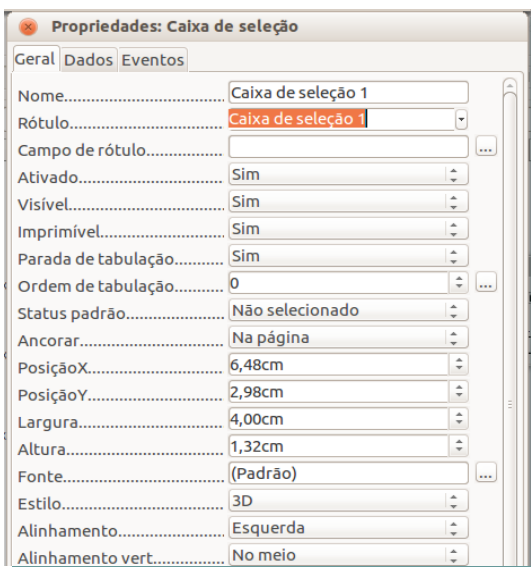 Propriedades: Caixa de seleção
Geral Dados Eventos
Nome............................ Caixa de seleção 1
Rótulo............................ Caixa de seleção 1
Campo de rótulo............... ...
Ativado......................... Sim
Visível........................... Sim
Imprimível..................... Sim
Parada de tabulação........... Sim
Ordem de tabulação........... 0 ...
Status padrão.................. Não selecionado
Ancorar........................ Na página
PosiçãoX........................ 6,48cm
PosiçãoY........................ 2,98cm
Largura......................... 4,00cm
Altura........................... 1,32cm
Fonte............................ (Padrão) ...
Estilo............................ 3D
Alinhamento.................... Esquerda
Alinhamento vert.............. No meio